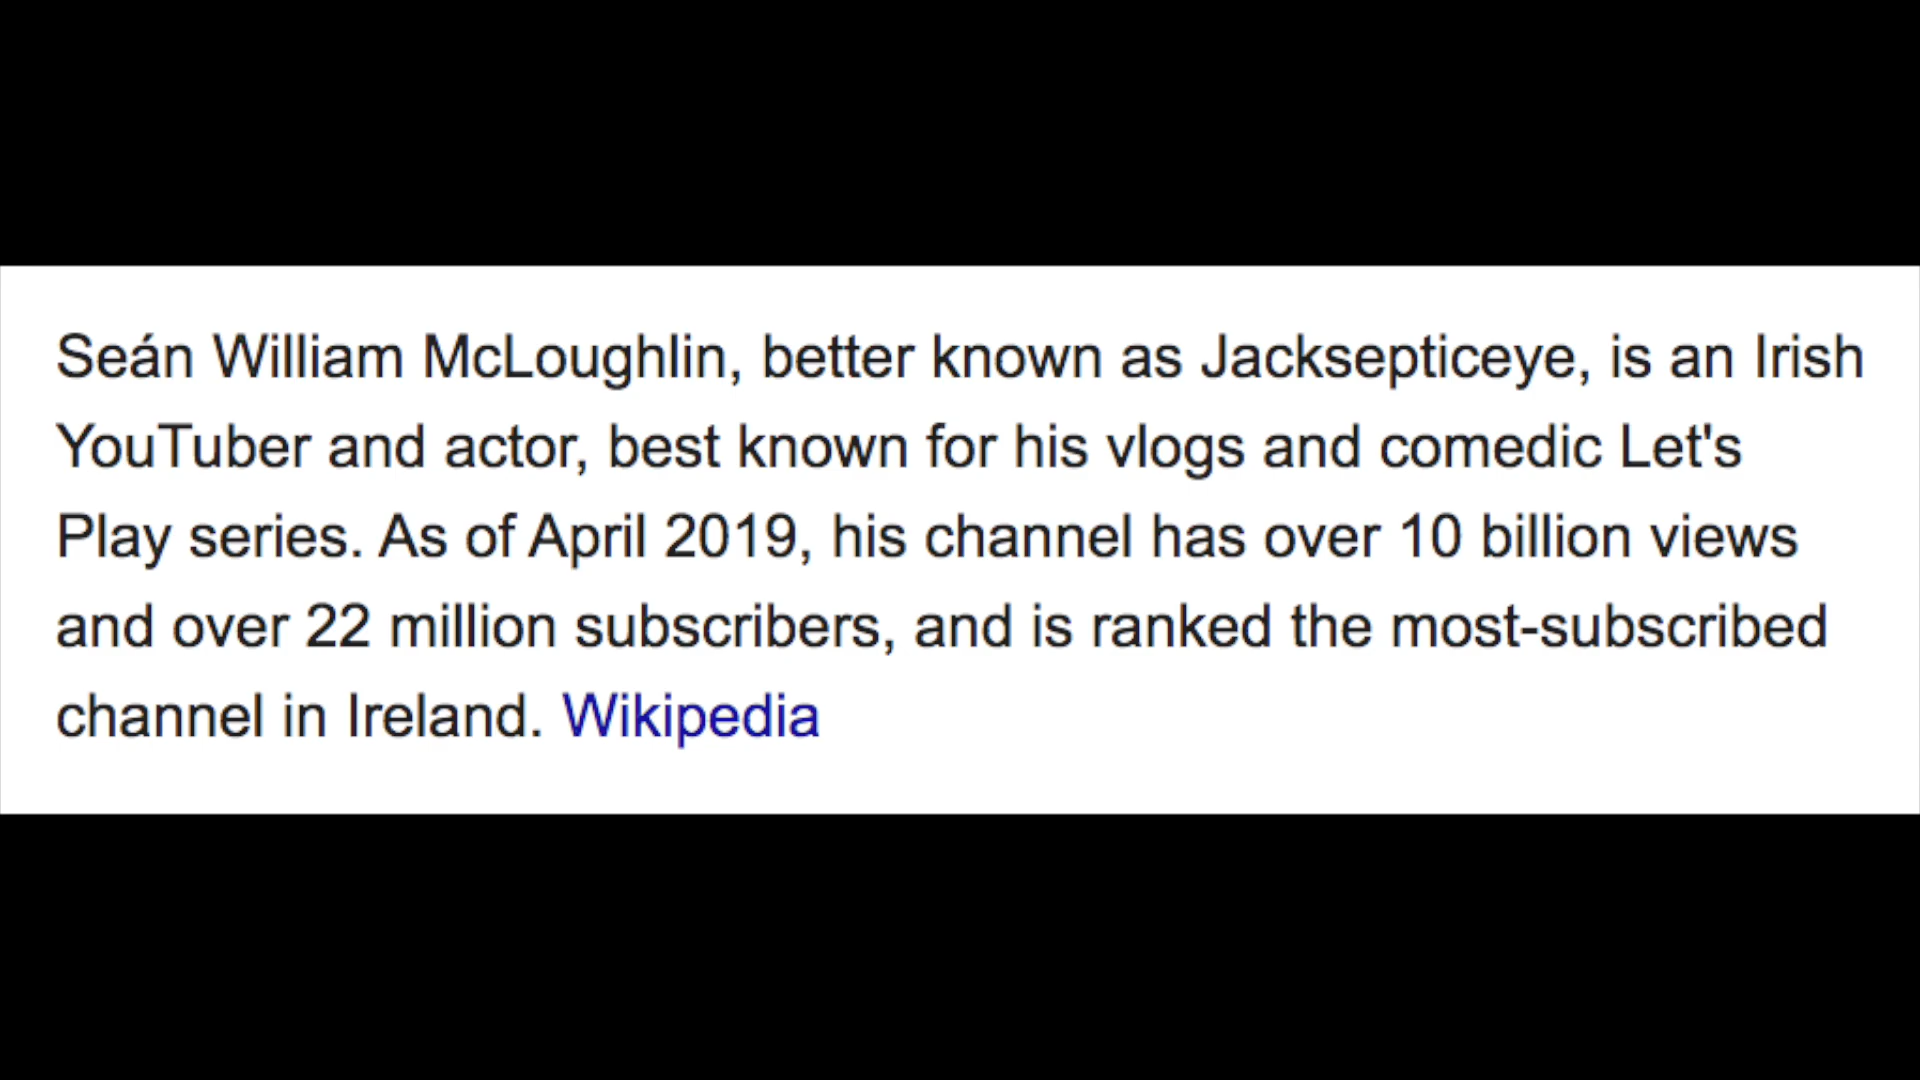 Seán William McLoughlin, better known as Jacksepticeye, is an Irish
YouTuber and actor, best known for his vlogs and comedic Let's
Play series. As of April 2019, his channel has over 10 billion views
and over 22 million subscribers, and is ranked the most-subscribed
channel in Ireland. Wikipedia